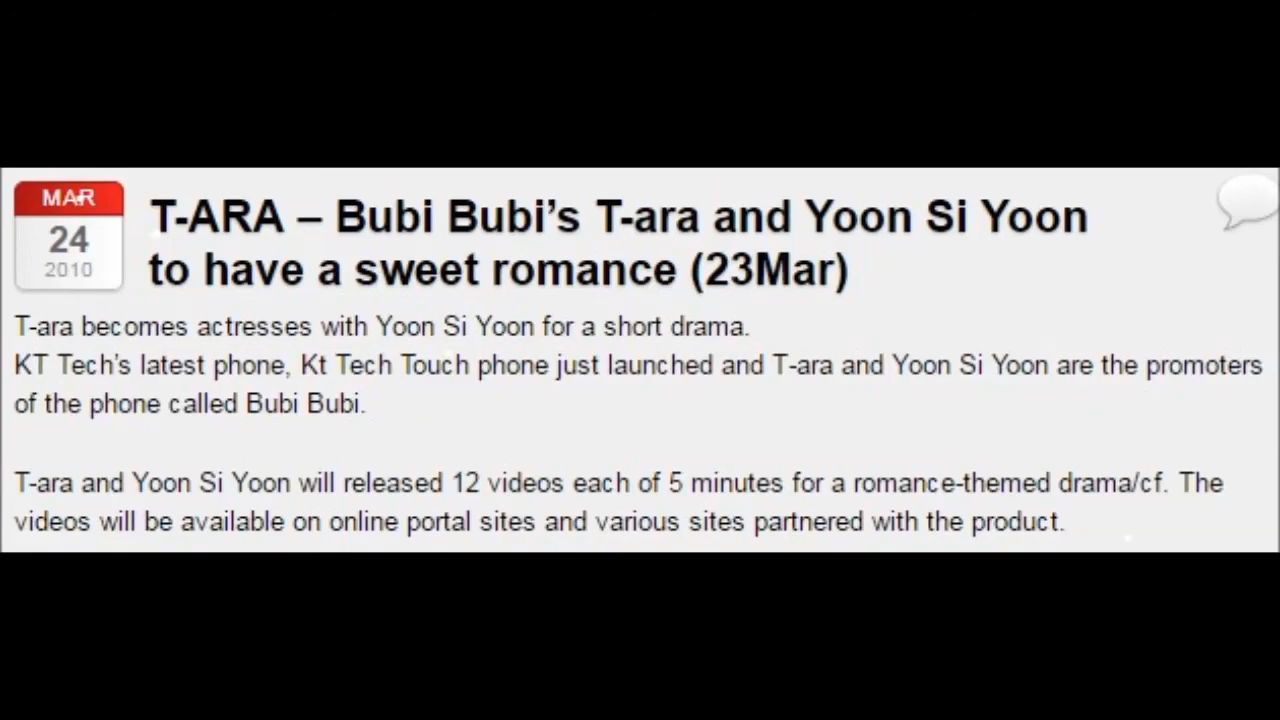 MAR
24
2010
T-ARA – Bubi Bubi’s T-ara and Yoon Si Yoon
to have a sweet romance (23Mar)
T-ara becomes actresses with Yoon Si Yoon for a short drama.
KT Tech’s latest phone, Kt Tech Touch phone just launched and T-ara and Yoon Si Yoon are the promoters
of the phone called Bubi Bubi.
T-ara and Yoon Si Yoon will released 12 videos each of 5 minutes for a romance-themed drama/cf. The
videos will be available on online portal sites and various sites partnered with the product.